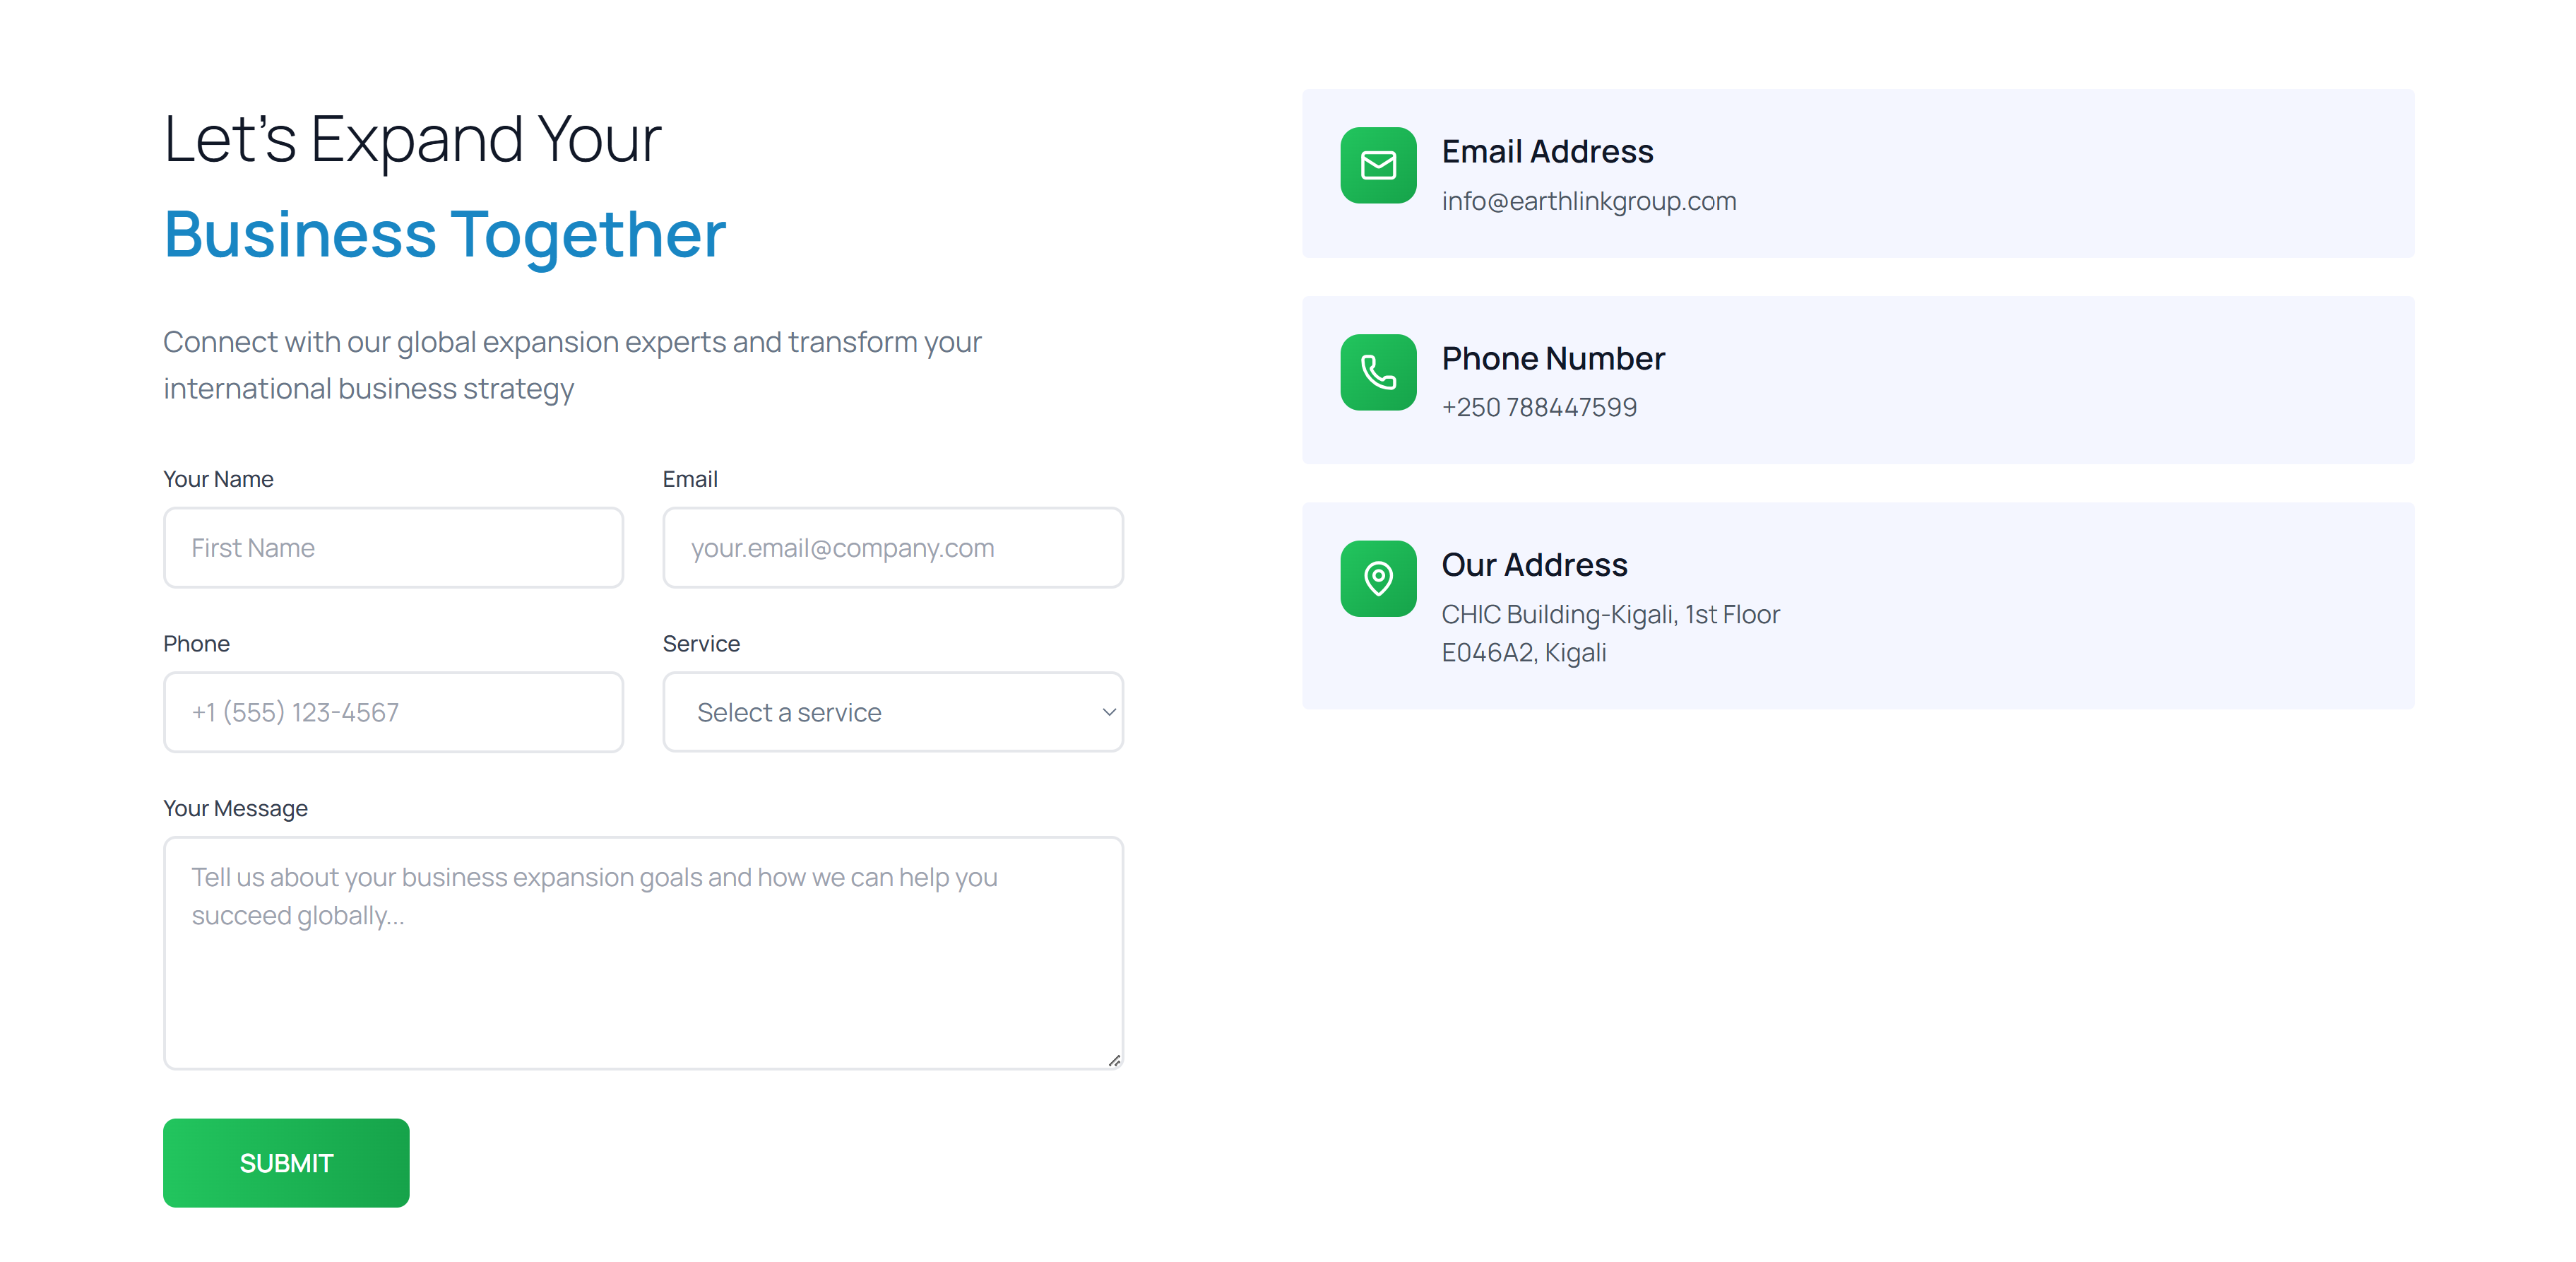 Let's Expand Your
Business Together
Connect with our global expansion experts and transform your
international business strategy
Your Name
Email
First Name
your.email@company.com
Phone
Service
+1 (555) 123-4567
Select a service
Your Message
Tell us about your business expansion goals and how we can help you
succeed globally...
SUBMIT
Email Address
info@earthlinkgroup.com
Phone Number
+250 788447599
Our Address
CHIC Building-Kigali, 1st Floor
E046A2, Kigali